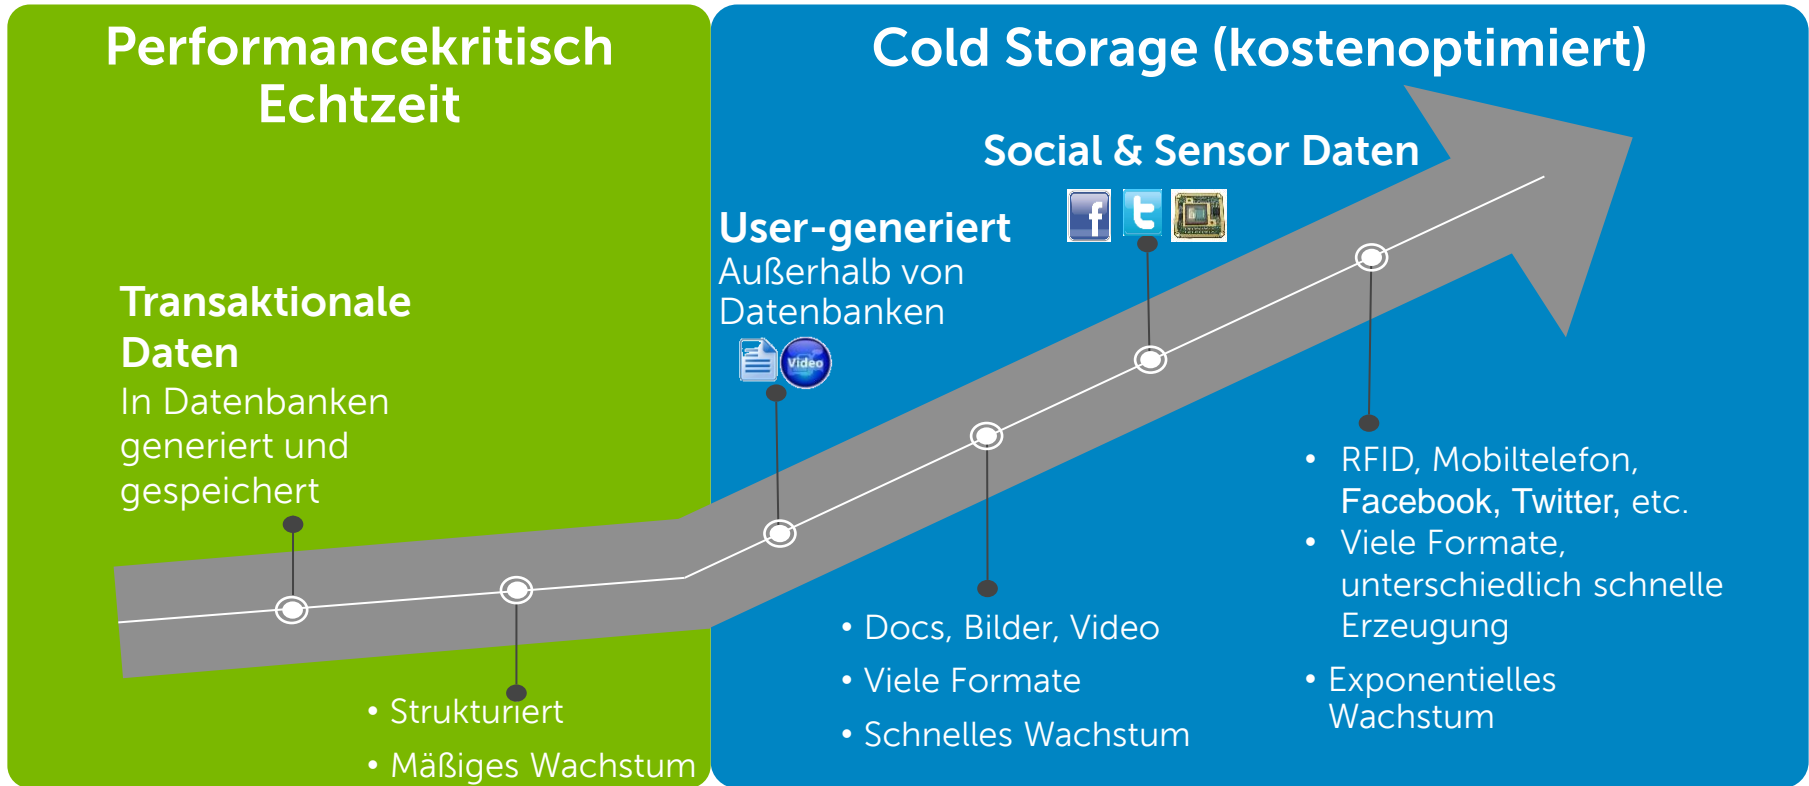 Performancekritisch
Echtzeit
Transaktionale
Daten
In Datenbanken
generiert und
gespeichert
• Strukturiert
• Mäßiges Wachstum
Cold Storage (kostenoptimiert)
Social & Sensor Daten
f
t
User-generiert
Außerhalb von
Datenbanken
Video
• Docs, Bilder, Video
• Viele Formate
• Schnelles Wachstum
• RFID, Mobiltelefon,
Facebook, Twitter, etc.
• Viele Formate,
unterschiedlich schnelle
Erzeugung
• Exponentielles
Wachstum